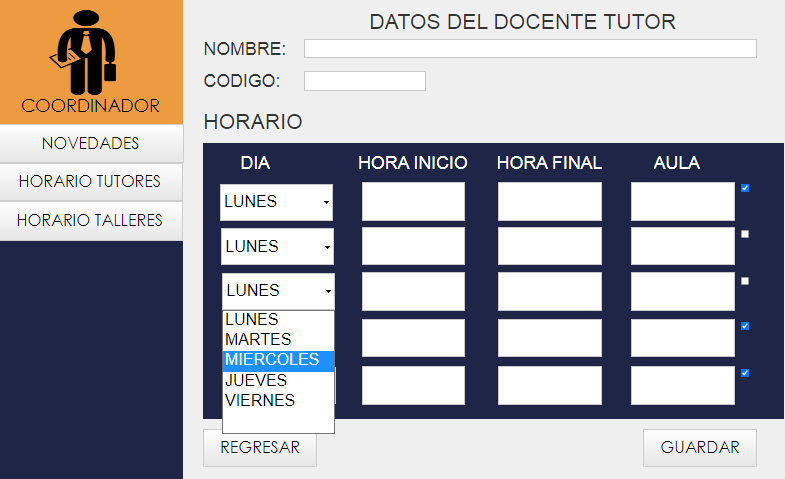 COORDINADOR
NOVEDADES
HORARIO TUTORES
HORARIO TALLERES
DATOS DEL DOCENTE TUTOR
NOMBRE:
CODIGO:
HORARIO
DIA HORA INICIO HORA FINAL AULA
LUNES
LUNES
LUNES
LUNES
MARTES
MIERCOLES
JUEVES
VIERNES
REGRESAR GUARDAR